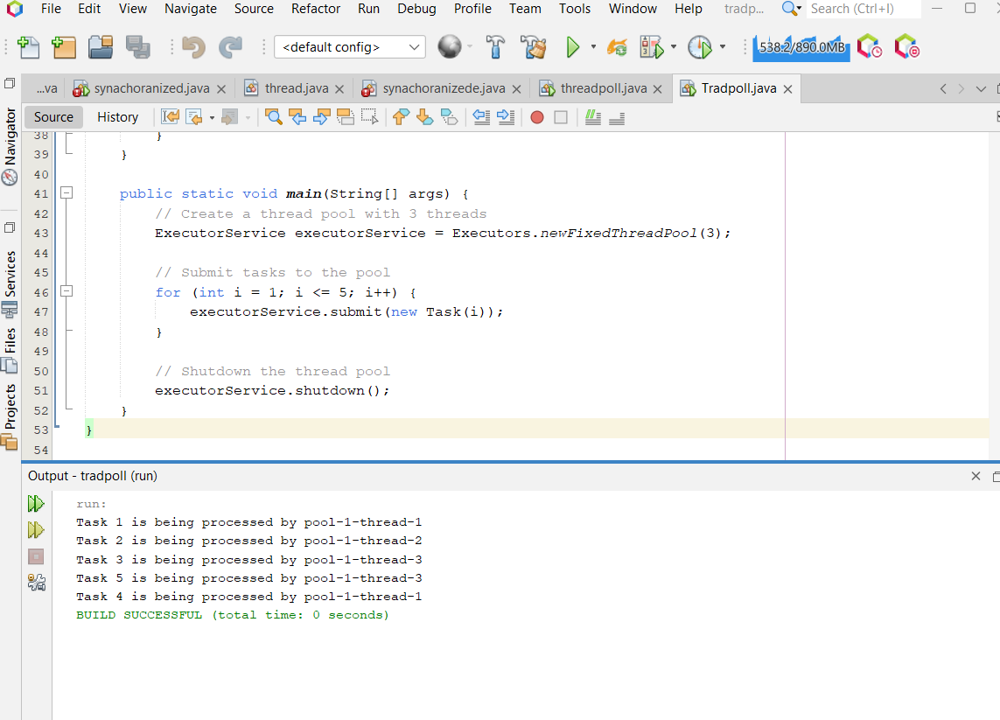 File Edit View Navigate Source Refactor Run Debug Profile Team Tools Window Help tradp... Search (Ctrl+I)
<default config> 538.2/890.0MB
...va synachoranized.java thread.java synachoranizede.java threadpoll.java Tradpoll.java
Source History
Navigator
Services
Files
Projects
38 }
39 }
40
41 public static void main(String[] args) {
42 // Create a thread pool with 3 threads
43 ExecutorService executorService = Executors.newFixedThreadPool(3);
44
45 // Submit tasks to the pool
46 for (int i = 1; i <= 5; i++) {
47 executorService.submit(new Task(i));
48 }
49
50 // Shutdown the thread pool
51 executorService.shutdown();
52 }
53 }
54
Output - tradpoll (run)
run:
Task 1 is being processed by pool-1-thread-1
Task 2 is being processed by pool-1-thread-2
Task 3 is being processed by pool-1-thread-3
Task 5 is being processed by pool-1-thread-3
Task 4 is being processed by pool-1-thread-1
BUILD SUCCESSFUL (total time: 0 seconds)